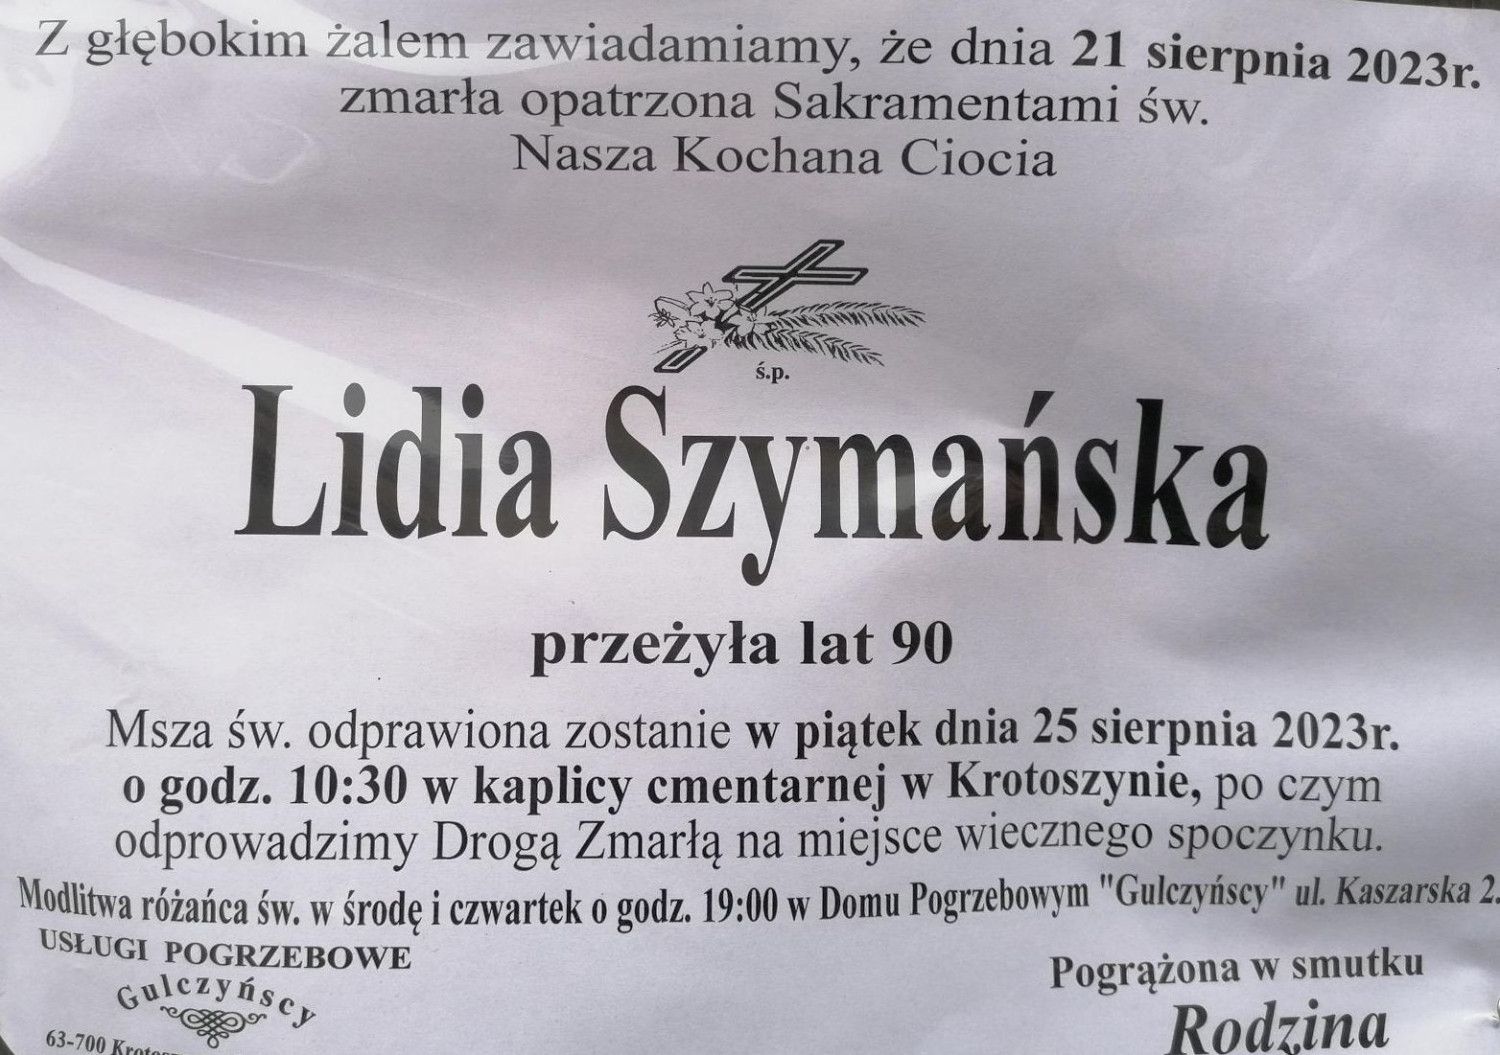 Z głębokim żalem zawiadamiamy, że dnia 21 sierpnia 2023r.
zmarła opatrzona Sakramentami św.
Nasza Kochana Ciocia
ś.p.
Lidia Szymańska
przeżyła lat 90
Msza św. odprawiona zostanie w piątek dnia 25 sierpnia 2023r.
o godz. 10:30 w kaplicy cmentarnej w Krotoszynie, po czym
odprowadzimy Drogą Zmarłą na miejsce wiecznego spoczynku.
Modlitwa różańca św. w środę i czwartek o godz. 19:00 w Domu Pogrzebowym "Gulczyńscy" ul. Kaszarska 2.
USŁUGI POGRZEBOWE
Gulczyńscy
63-700
Pogrążona w smutku
Rodzina